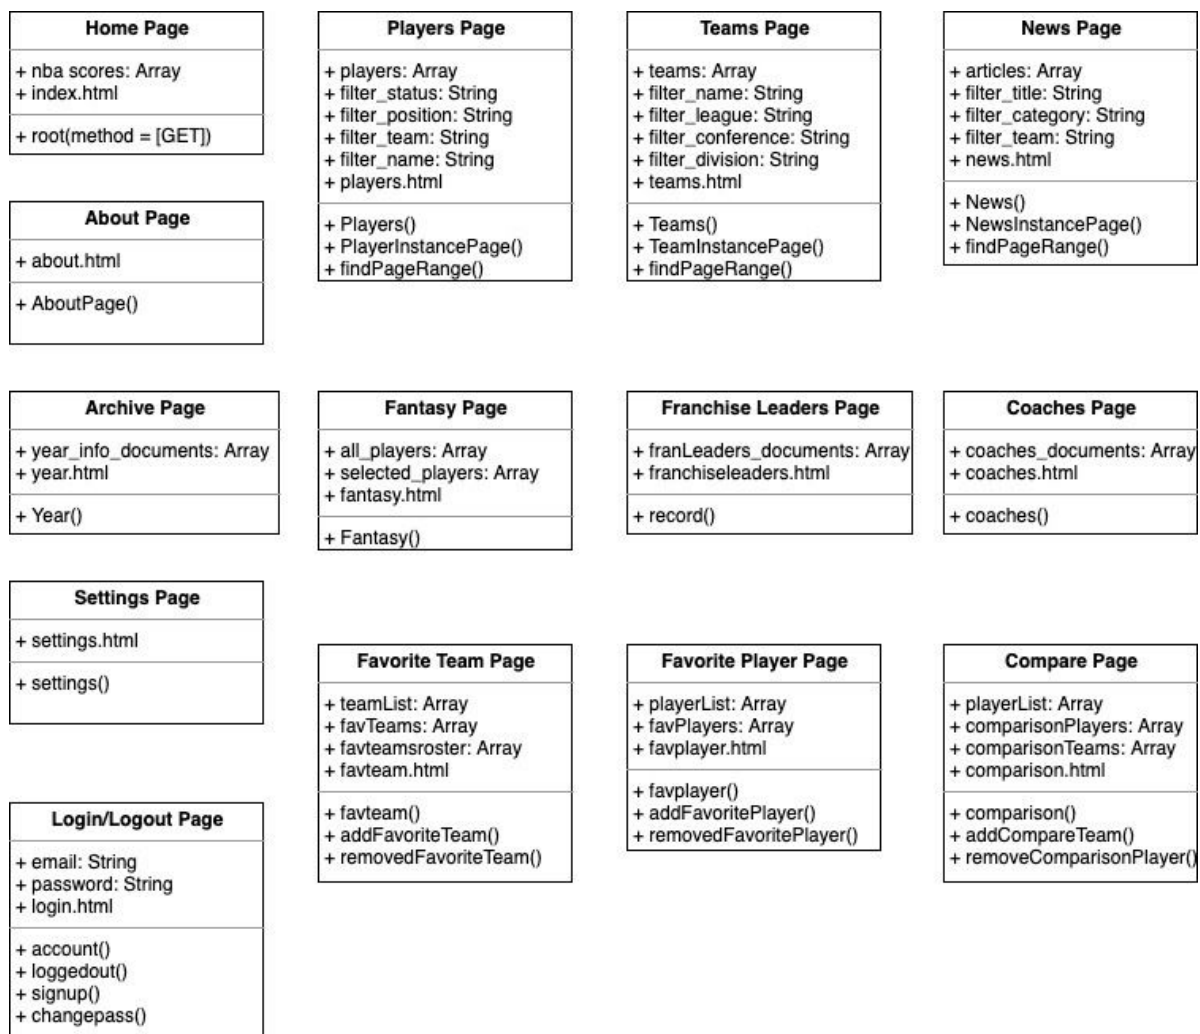 Home Page
+ nba scores: Array
+ index.html
+ root(method = [GET])
Players Page
+ players: Array
+ filter_status: String
+ filter_position: String
+ filter_team: String
+ filter_name: String
+ players.html
+ Players()
+ PlayerInstancePage()
+ findPageRange()
Teams Page
+ teams: Array
+ filter_name: String
+ filter_league: String
+ filter_conference: String
+ filter_division: String
+ teams.html
+ Teams()
+ TeamInstancePage()
+ findPageRange()
News Page
+ articles: Array
+ filter_title: String
+ filter_category: String
+ filter_team: String
+ news.html
+ News()
+ NewsInstancePage()
+ findPageRange()
About Page
+ about.html
+ AboutPage()
Archive Page
+ year_info_documents: Array
+ year.html
+ Year()
Fantasy Page
+ all_players: Array
+ selected_players: Array
+ fantasy.html
+ Fantasy()
Franchise Leaders Page
+ franLeaders_documents: Array
+ franchiseleaders.html
+ record()
Coaches Page
+ coaches_documents: Array
+ coaches.html
+ coaches()
Settings Page
+ settings.html
+ settings()
Favorite Team Page
+ teamList: Array
+ favTeams: Array
+ favteamsroster: Array
+ favteam.html
+ favteam()
+ addFavoriteTeam()
+ removedFavoriteTeam()
Favorite Player Page
+ playerList: Array
+ favPlayers: Array
+ favplayer.html
+ favplayer()
+ addFavoritePlayer()
+ removedFavoritePlayer()
Compare Page
+ playerList: Array
+ comparisonPlayers: Array
+ comparisonTeams: Array
+ comparison.html
+ comparison()
+ addCompareTeam()
+ removeComparisonPlayer()
Login/Logout Page
+ email: String
+ password: String
+ login.html
+ account()
+ loggedout()
+ signup()
+ changepass()